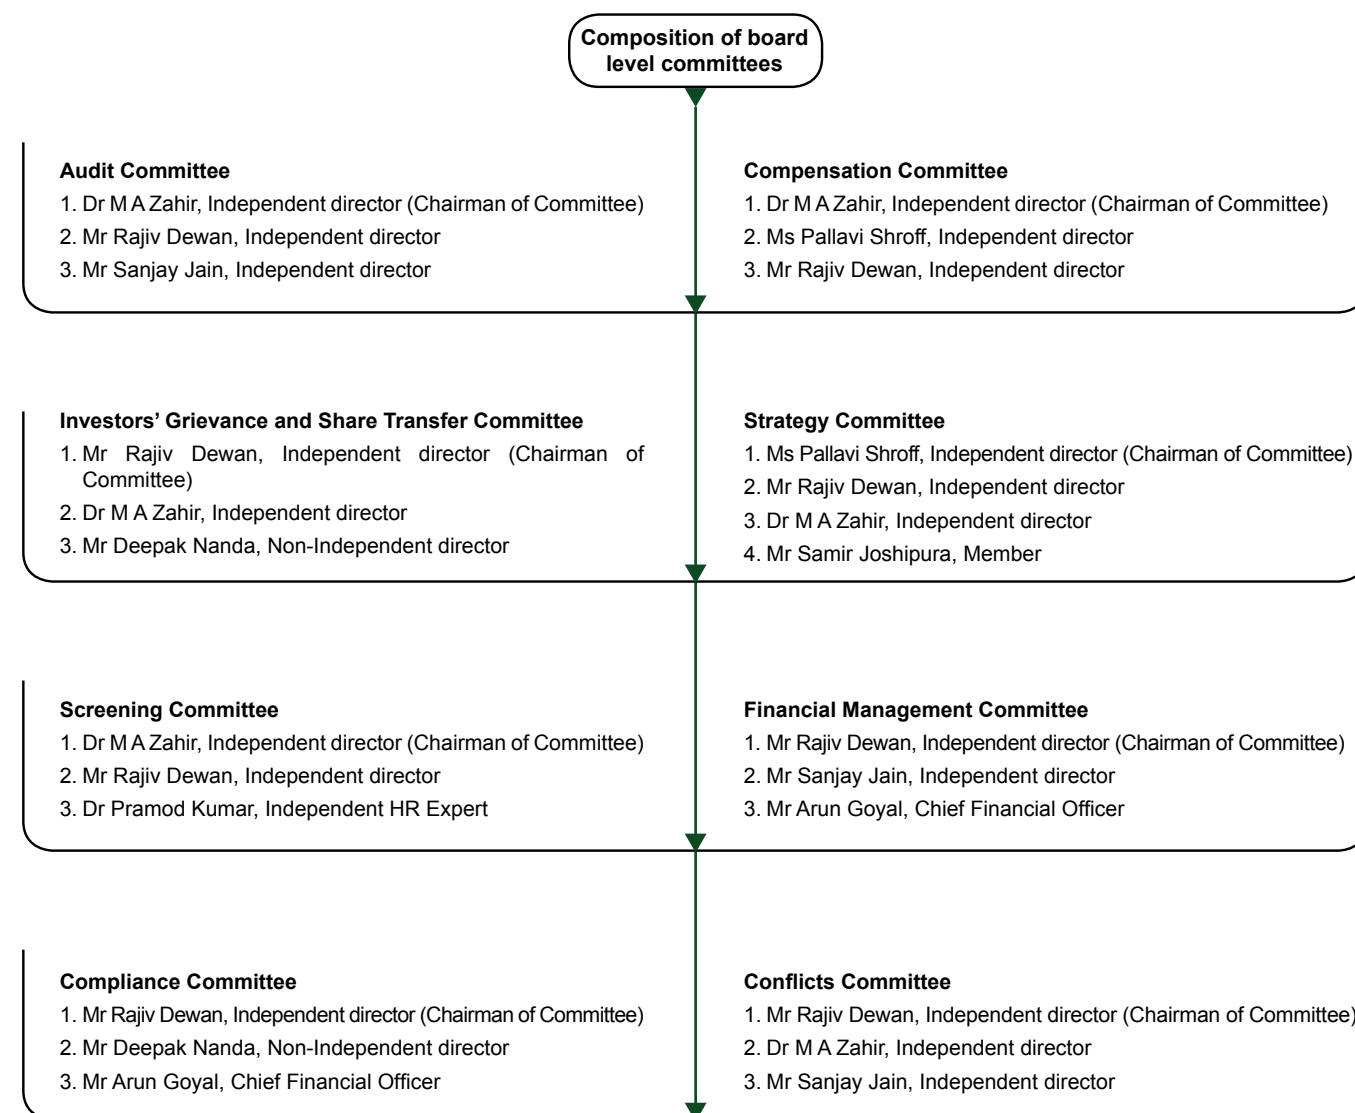 Composition of board
level committees
Audit Committee
1. Dr M A Zahir, Independent director (Chairman of Committee)
2. Mr Rajiv Dewan, Independent director
3. Mr Sanjay Jain, Independent director
Compensation Committee
1. Dr M A Zahir, Independent director (Chairman of Committee)
2. Ms Pallavi Shroff, Independent director
3. Mr Rajiv Dewan, Independent director
Investors’ Grievance and Share Transfer Committee
1. Mr Rajiv Dewan, Independent director (Chairman of
Committee)
2. Dr M A Zahir, Independent director
3. Mr Deepak Nanda, Non-Independent director
Strategy Committee
1. Ms Pallavi Shroff, Independent director (Chairman of Committee)
2. Mr Rajiv Dewan, Independent director
3. Dr M A Zahir, Independent director
4. Mr Samir Joshipura, Member
Screening Committee
1. Dr M A Zahir, Independent director (Chairman of Committee)
2. Mr Rajiv Dewan, Independent director
3. Dr Pramod Kumar, Independent HR Expert
Financial Management Committee
1. Mr Rajiv Dewan, Independent director (Chairman of Committee)
2. Mr Sanjay Jain, Independent director
3. Mr Arun Goyal, Chief Financial Officer
Compliance Committee
1. Mr Rajiv Dewan, Independent director (Chairman of Committee)
2. Mr Deepak Nanda, Non-Independent director
3. Mr Arun Goyal, Chief Financial Officer
Conflicts Committee
1. Mr Rajiv Dewan, Independent director (Chairman of Committee)
2. Dr M A Zahir, Independent director
3. Mr Sanjay Jain, Independent director